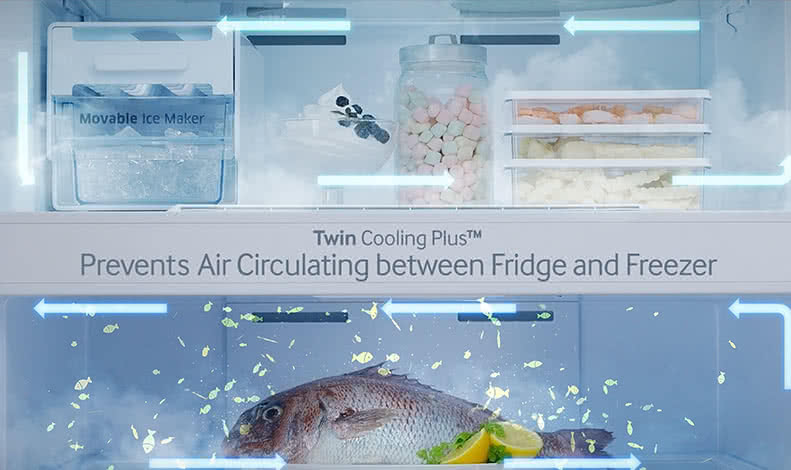 Movable Ice Maker
Twin Cooling Plus™
Prevents Air Circulating between Fridge and Freezer